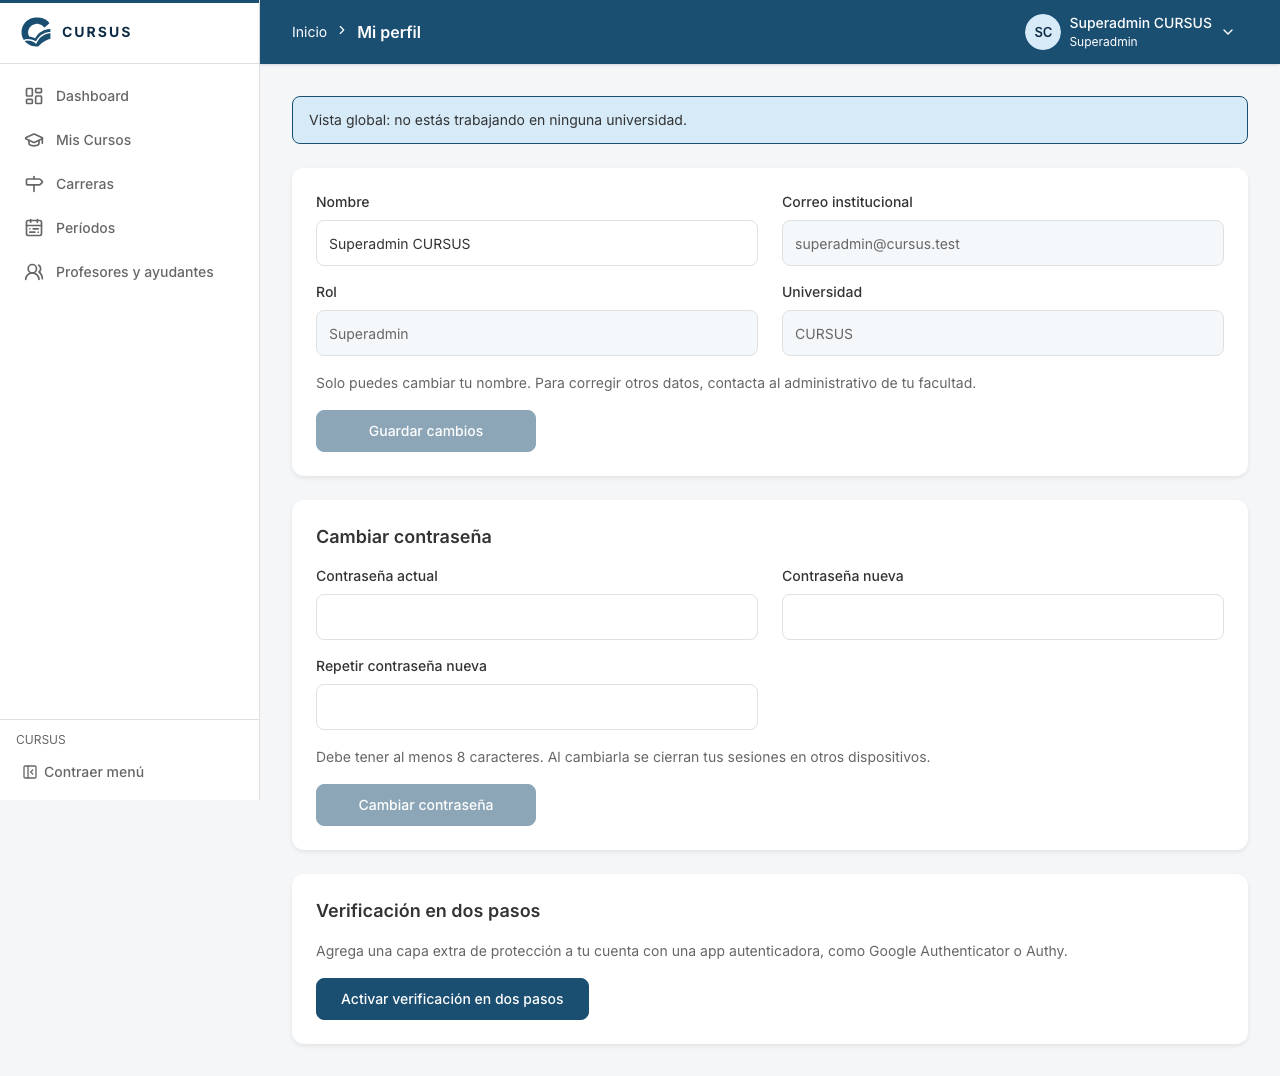 CURSUS
Inicio > Mi perfil
SC
Superadmin CURSUS
Superadmin
Dashboard
Mis Cursos
Carreras
Períodos
Profesores y ayudantes
CURSUS
Contraer menú
Vista global: no estás trabajando en ninguna universidad.
Nombre
Superadmin CURSUS
Correo institucional
superadmin@cursus.test
Rol
Superadmin
Universidad
CURSUS
Solo puedes cambiar tu nombre. Para corregir otros datos, contacta al administrativo de tu facultad.
Guardar cambios
Cambiar contraseña
Contraseña actual
Contraseña nueva
Repetir contraseña nueva
Debe tener al menos 8 caracteres. Al cambiarla se cierran tus sesiones en otros dispositivos.
Cambiar contraseña
Verificación en dos pasos
Agrega una capa extra de protección a tu cuenta con una app autenticadora, como Google Authenticator o Authy.
Activar verificación en dos pasos